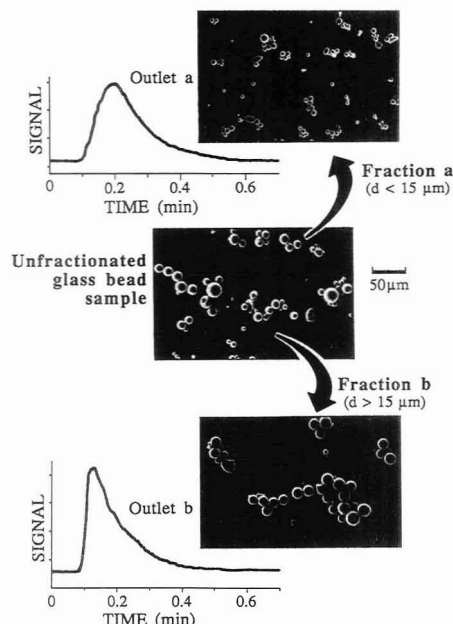 Outlet a
SIGNAL
0
0.2
0.4
0.6
TIME (min)
Fraction a
(d < 15 μm)
Unfractionated
glass bead
sample
50μm
Fraction b
(d > 15 μm)
Outlet b
SIGNAL
0
0.2
0.4
0.6
TIME (min)